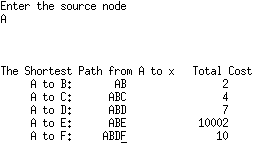 Enter the source node
A
The Shortest Path from A to x Total Cost
A to B: AB 2
A to C: ABC 4
A to D: ABD 7
A to E: ABE 10002
A to F: ABDF 10